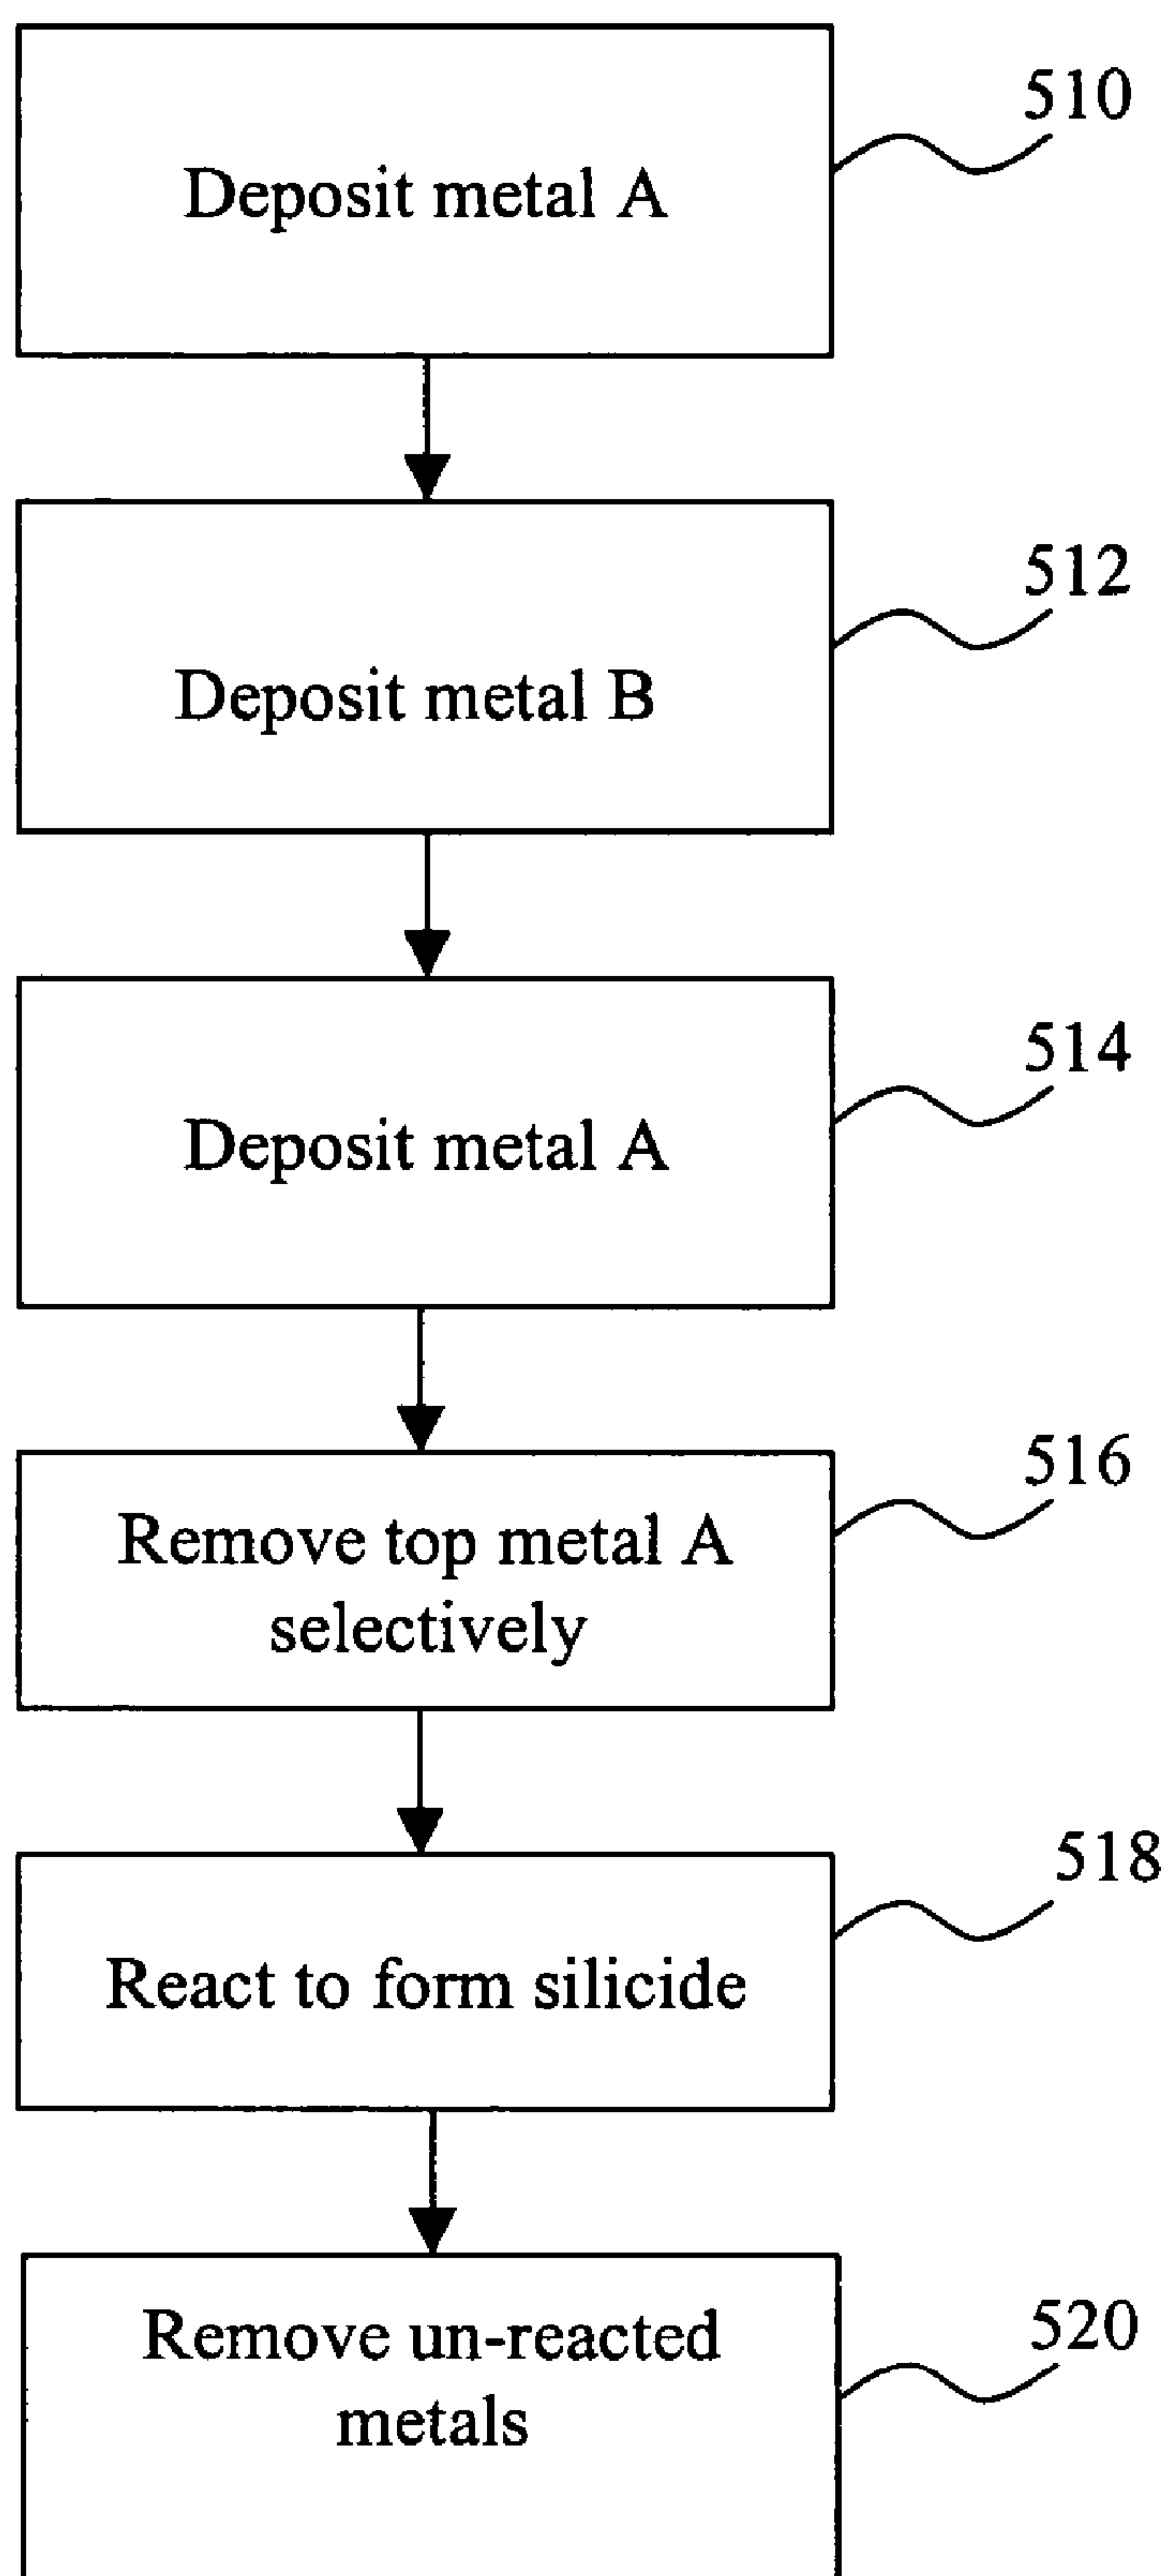 510
Deposit metal A
512
Deposit metal B
514
Deposit metal A
516
Remove top metal A
selectively
518
React to form silicide
520
Remove un-reacted
metals